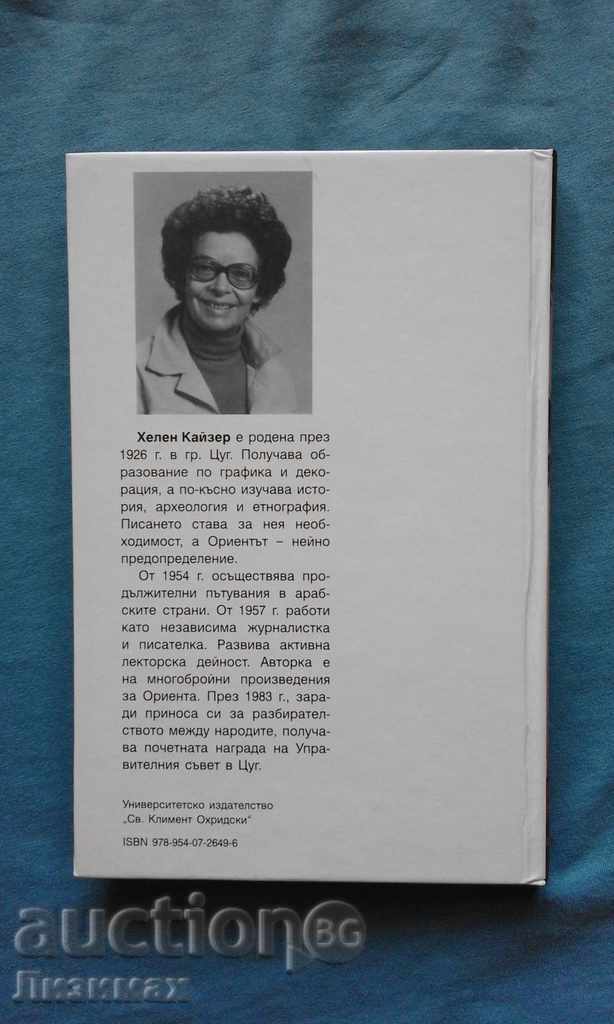 Хелен Кайзер е родена през
1926 г. в гр. Цуг. Получава об-
разование по графика и деко-
рация, а по-късно изучава исто-
рия, археология и етнография.
Писането става за нея необ-
ходимост, а Ориентът – нейно
предопределение.
От 1954 г. осъществява про-
дължителни пътувания в араб-
ските страни. От 1957 г. работи
като независима журналистка
и писателка. Развива активна
лекторска дейност. Авторка е
на многобройни произведения
за Ориента. През 1983 г., зара-
ди приноса си за разбирател-
ството между народите, получа-
ва почетната награда на Упра-
вителния съвет в Цуг.
Университетско издателство
„Св. Климент Охридски“
ISBN 978-954-07-2649-6
auction BG
Лизимах